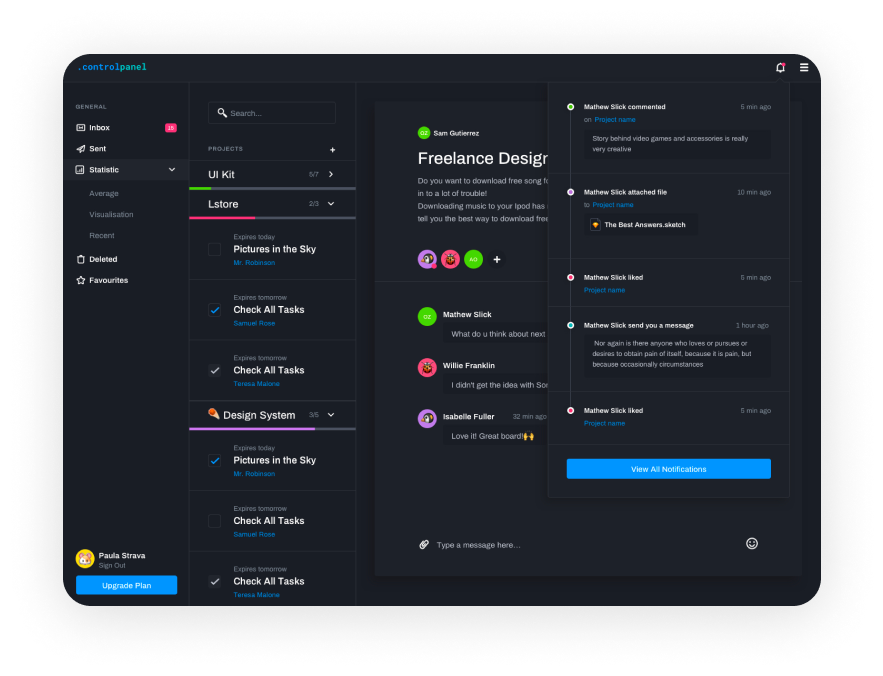 .controlpanel
GENERAL
Inbox
Sent
Statistic
Average
Visualisation
Recent
Deleted
Favourites
Paula Strava
Sign Out
Upgrade Plan
Search...
PROJECTS +
UI Kit 5/7
Lstore 2/3
Expires today
Pictures in the Sky
Mr. Robinson
Expires tomorrow
Check All Tasks
Samuel Rose
Expires tomorrow
Check All Tasks
Teresa Malone
Design System 3/5
Expires today
Pictures in the Sky
Mr. Robinson
Expires tomorrow
Check All Tasks
Samuel Rose
Expires tomorrow
Check All Tasks
Teresa Malone
OZ Sam Gutierrez
Freelance Design
Do you want to download free song fo
in to a lot of trouble!
Downloading music to your Ipod has
tell you the best way to download free
AO +
OZ Mathew Slick
What do u think about next
Willie Franklin
I didn't get the idea with Son
Isabelle Fuller 32 min ago
Love it! Great board!🙌
Type a message here...
Mathew Slick commented 5 min ago
on Project name
Story behind video games and accessories is really
very creative
Mathew Slick attached file 10 min ago
to Project name
The Best Answers.sketch
Mathew Slick liked 5 min ago
Project name
Mathew Slick send you a message 1 hour ago
Nor again is there anyone who loves or pursues or
desires to obtain pain of itself, because it is pain, but
because occasionally circumstances
Mathew Slick liked 5 min ago
Project name
View All Notifications